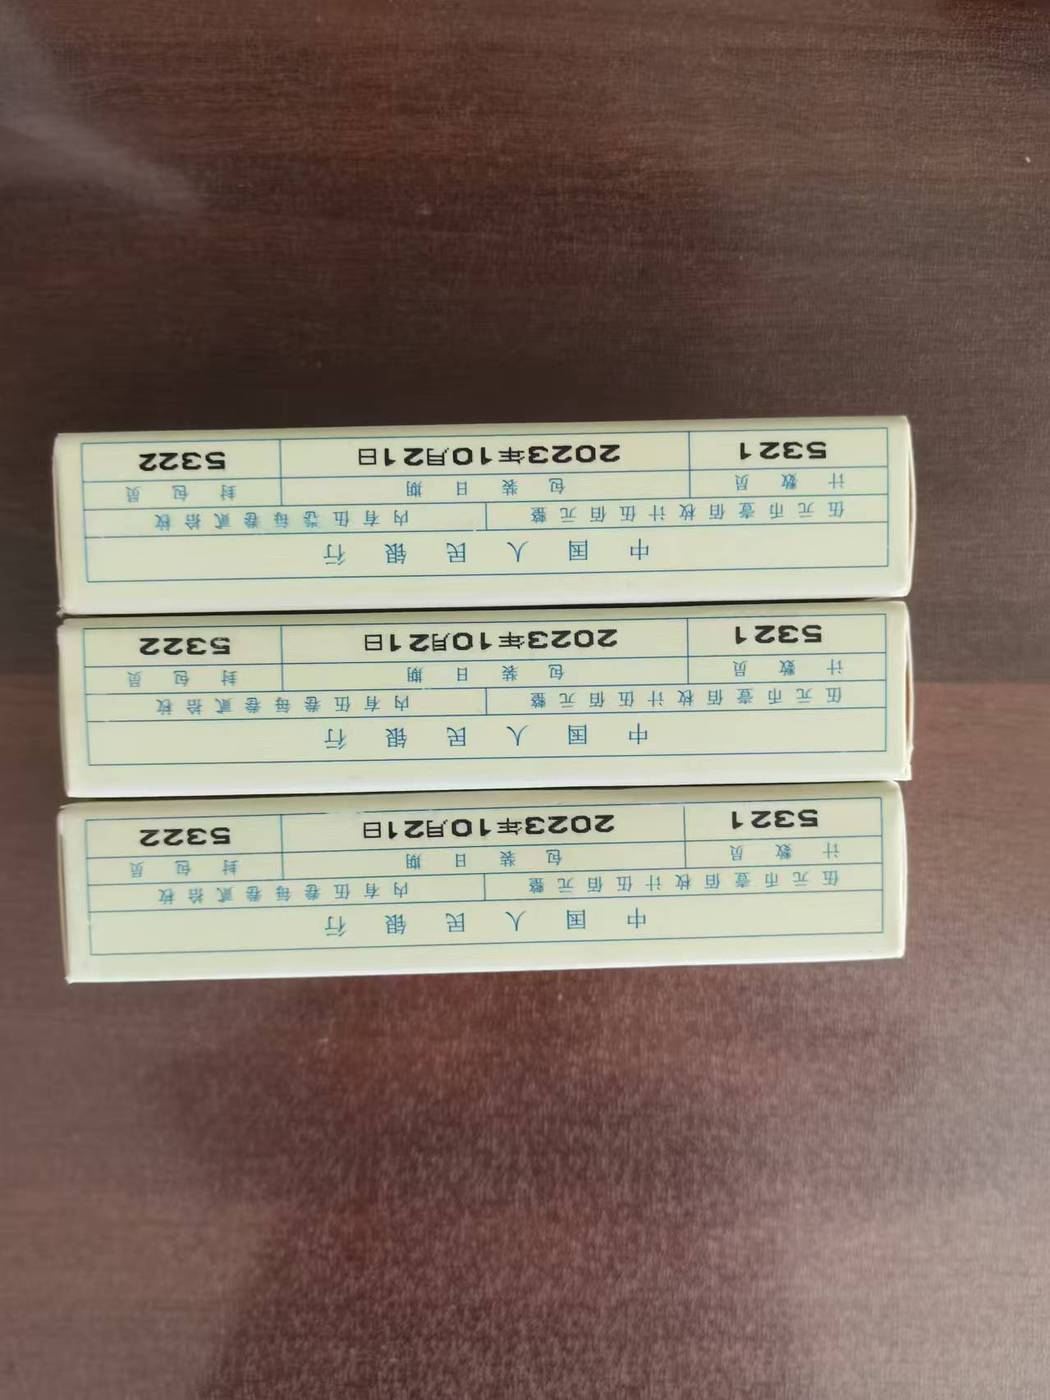 中国人民银行
伍元币壹佰枚计伍佰元整 内有伍卷每卷贰拾枚
计数员 包装日期 封包员
5321 2023年10月21日 5322
中国人民银行
伍元币壹佰枚计伍佰元整 内有伍卷每卷贰拾枚
计数员 包装日期 封包员
5321 2023年10月21日 5322
中国人民银行
伍元币壹佰枚计伍佰元整 内有伍卷每卷贰拾枚
计数员 包装日期 封包员
5321 2023年10月21日 5322